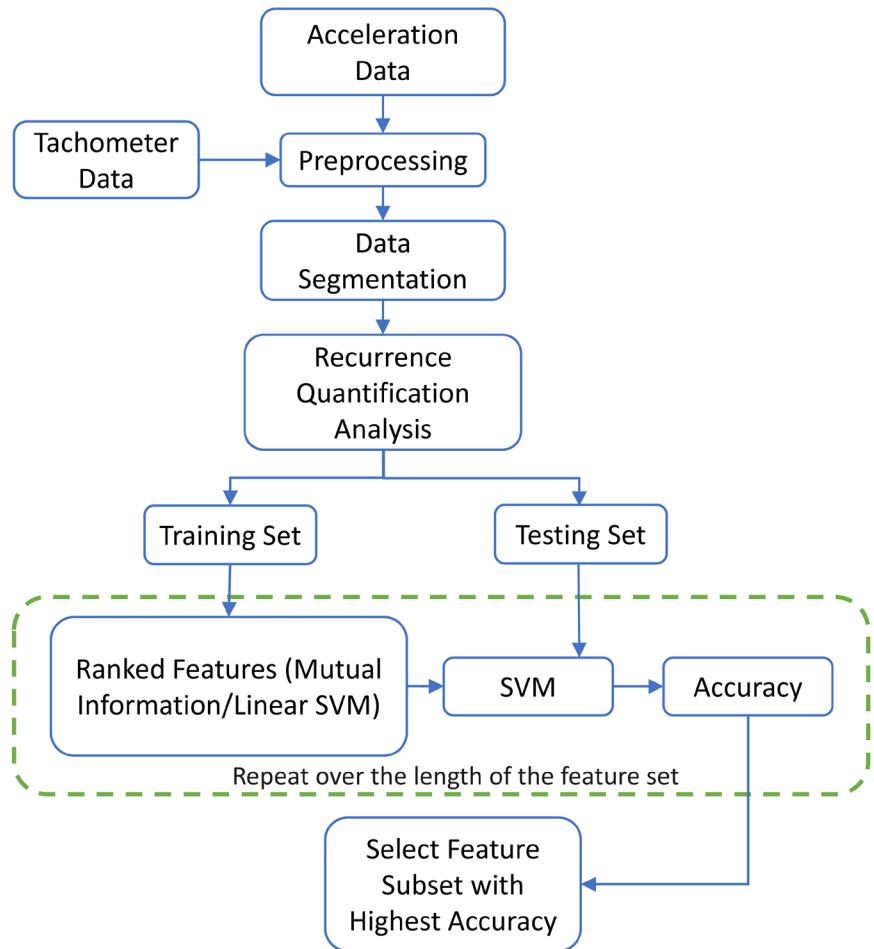 Acceleration
Data
Tachometer
Data
Preprocessing
Data
Segmentation
Recurrence
Quantification
Analysis
Training Set
Testing Set
Ranked Features (Mutual
Information/Linear SVM)
SVM
Accuracy
Repeat over the length of the feature set
Select Feature
Subset with
Highest Accuracy